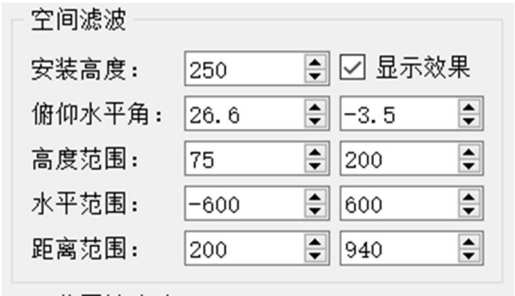 空间滤波
安装高度： 250 显示效果
俯仰水平角： 26.6 -3.5
高度范围： 75 200
水平范围： -600 600
距离范围： 200 940